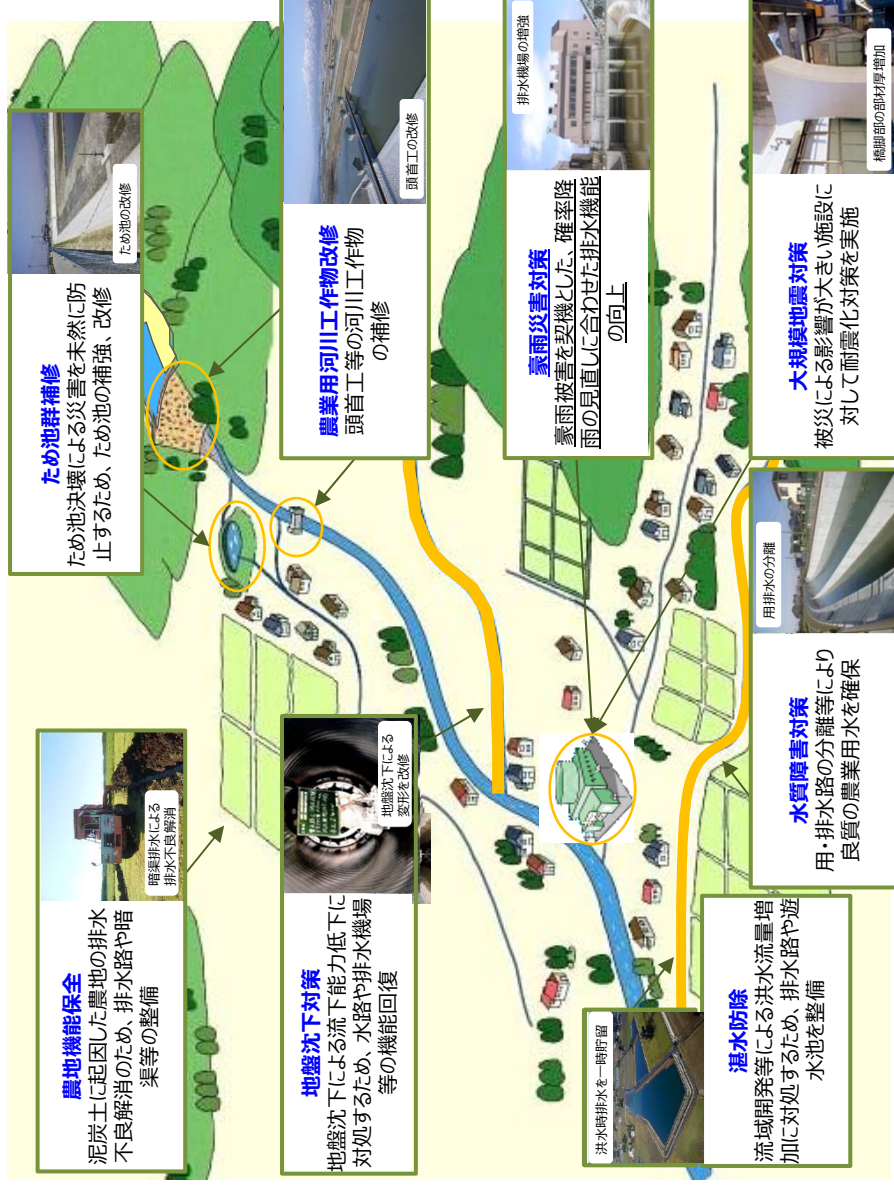 農地機能保全
泥炭土に起因した農地の排水
不良解消のため、排水路や暗
渠等の整備
暗渠排水による
排水不良解消
ため池群補修
ため池決壊による災害を未然に防
止するため、ため池の補強、改修
ため池の改修
地盤沈下対策
地盤沈下による流下能力低下に
対処するため、水路や排水機場
等の機能回復
地盤沈下による
変形を改修
農業用河川工作物改修
頭首工等の河川工作物
の補修
頭首工の改修
豪雨災害対策
豪雨被害を契機とした、確率降
雨の見直しに合わせた排水機能
の向上
排水機場の増強
湛水防除
流域開発等による洪水流量増
加に対処するため、排水路や遊
水池を整備
洪水時排水を一時貯留
水質障害対策
用・排水路の分離等により
良質の農業用水を確保
用排水の分離
大規模地震対策
被災による影響が大きい施設に
対して耐震化対策を実施
橋脚部の部材厚増加